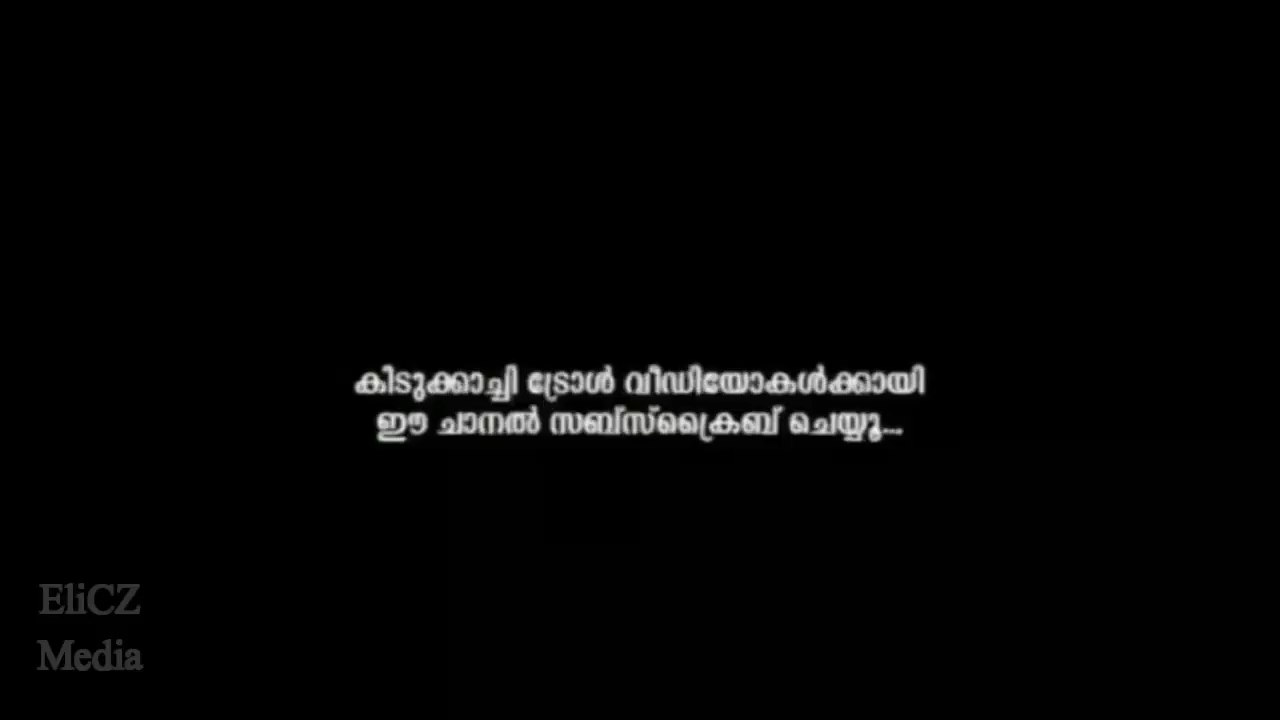 കിടുക്കാച്ചി ട്രോൾ വീഡിയോകൾക്കായി
ഈ ചാനൽ സബ്സ്ക്രൈബ് ചെയ്യൂ...
EliCZ
Media